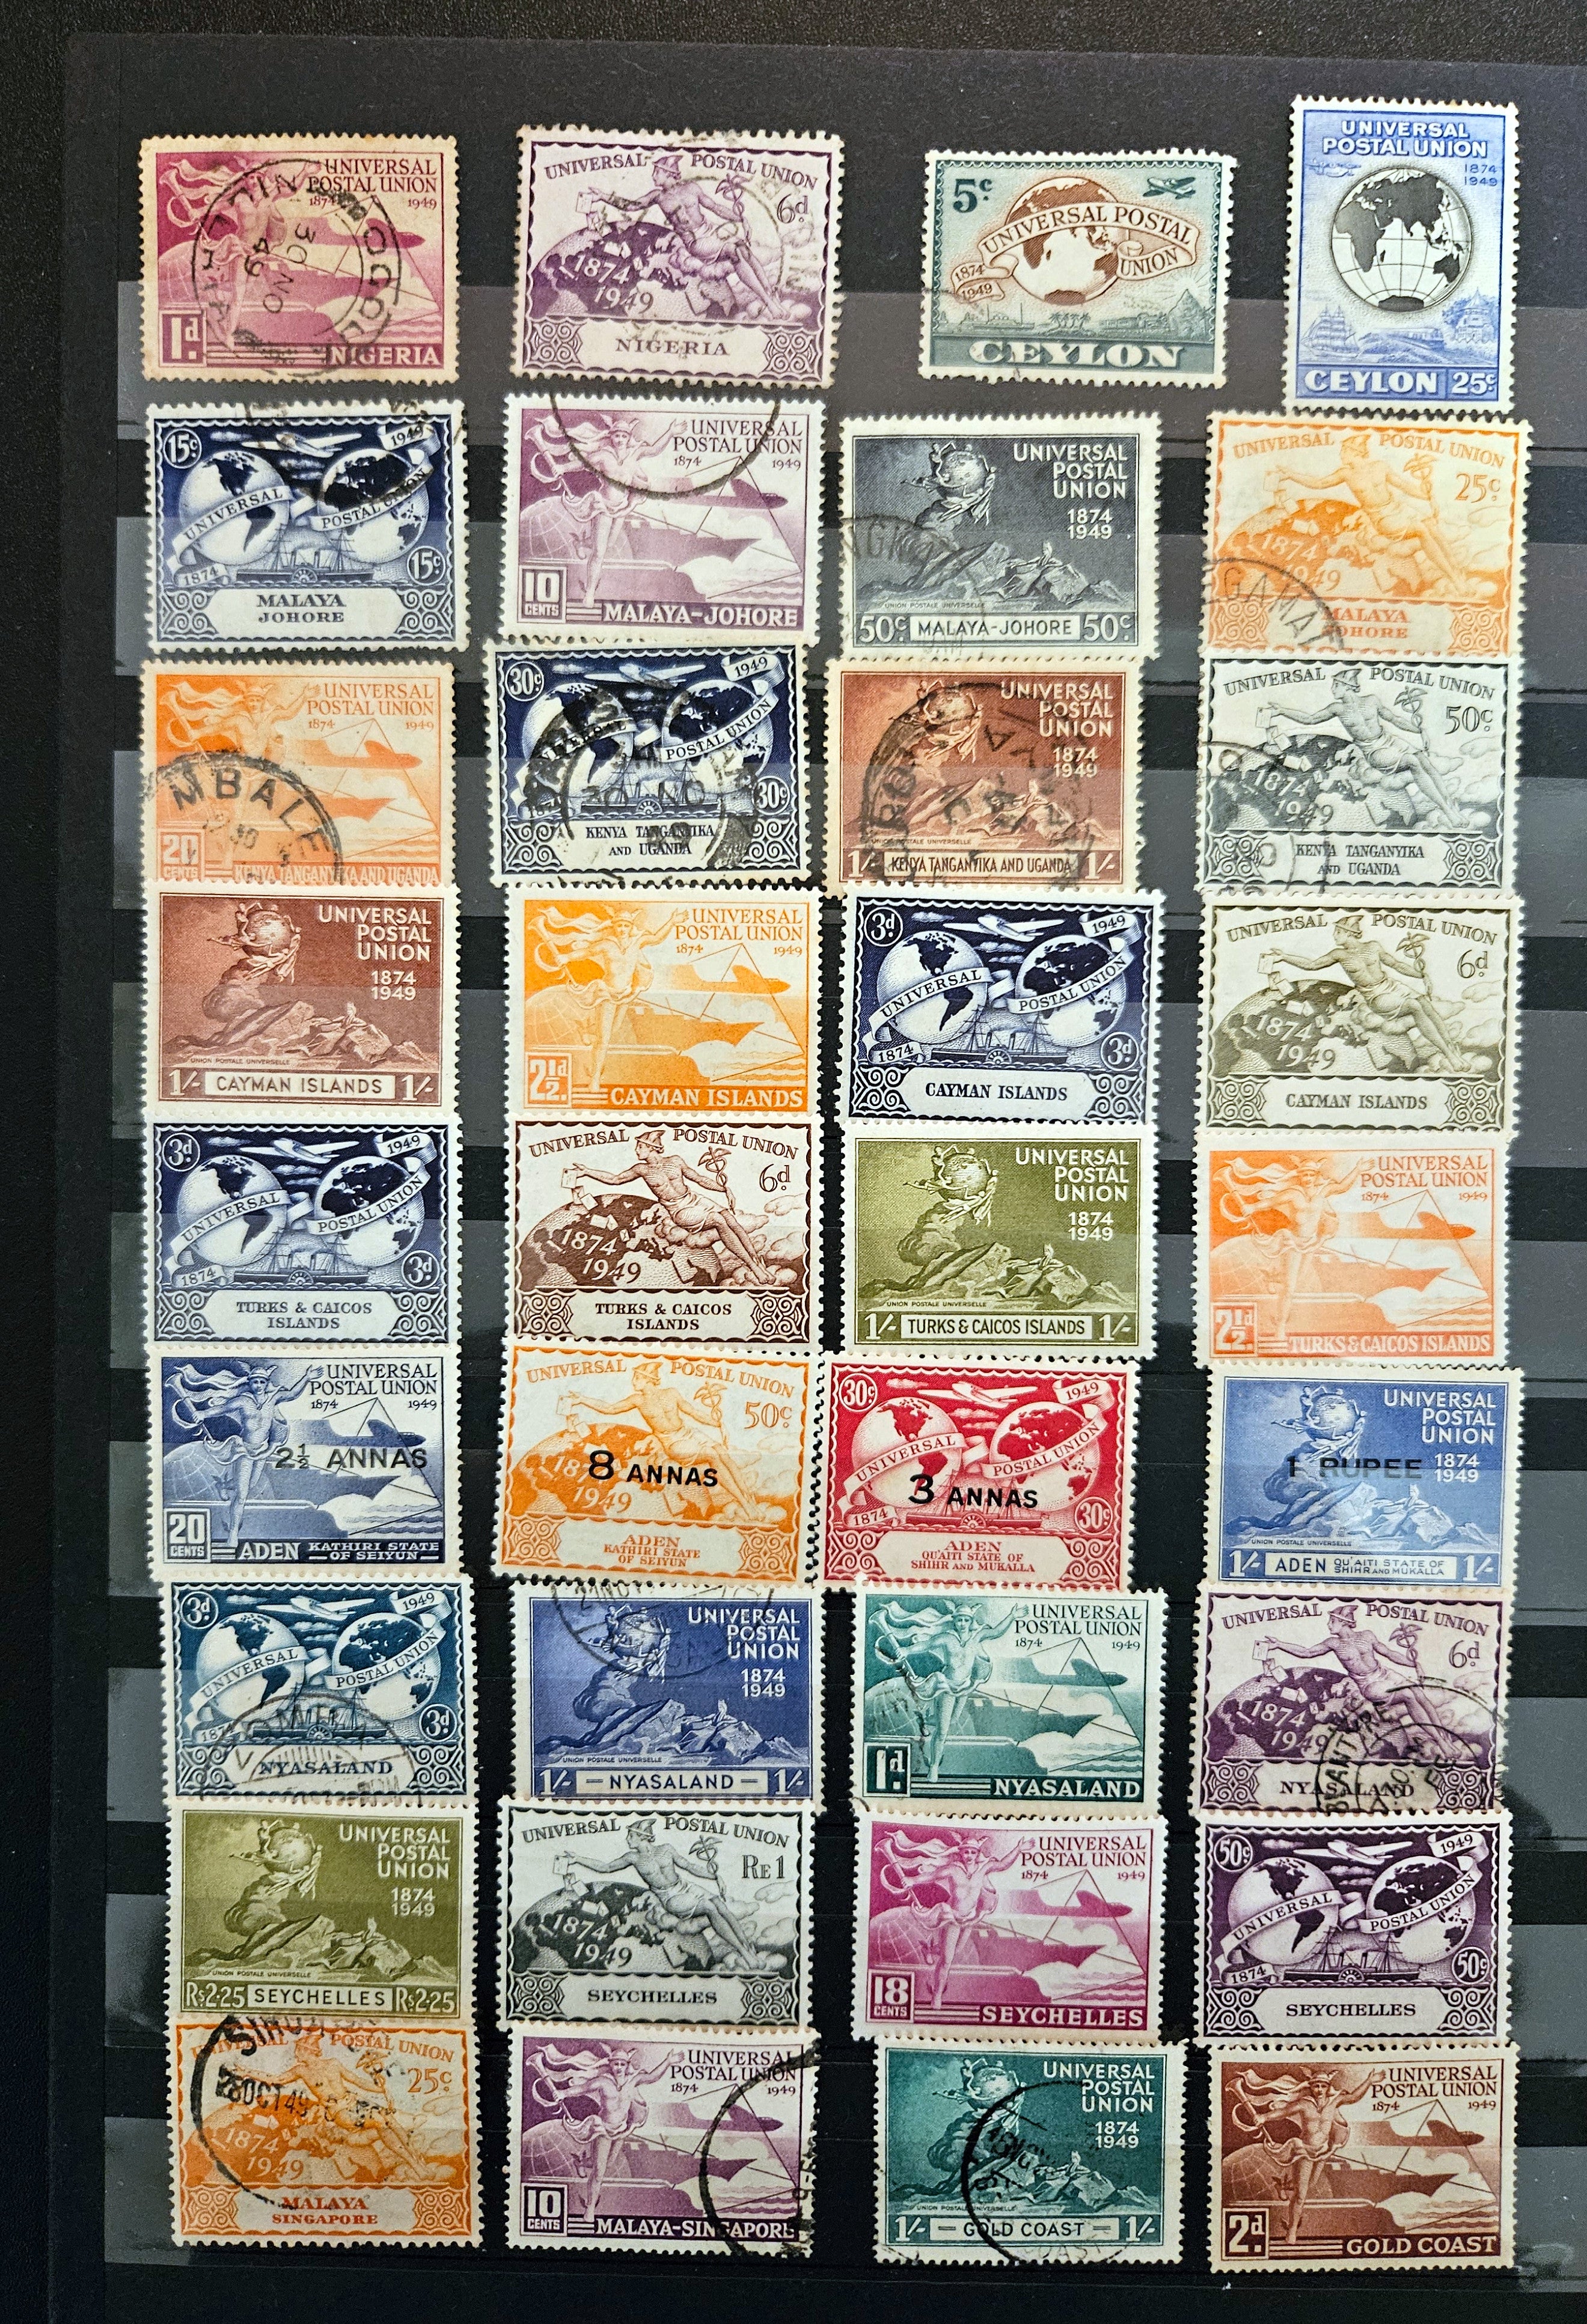 UNIVERSAL
POSTAL UNION
1874 1949
30 NO
49
1d.
NIGERIA
UNIVERSAL POSTAL UNION
6d
1874
1949
NIGERIA
5c
UNIVERSAL POSTAL
UNION
1874
1949
CEYLON
UNIVERSAL
POSTAL UNION
1874
1949
CEYLON 25c
15c
1949
UNIVERSAL POSTAL UNION
1874
15c
MALAYA
JOHORE
UNIVERSAL
POSTAL UNION
1874 1949
10
CENTS
MALAYA-JOHORE
UNIVERSAL
POSTAL
UNION
1874
1949
UNION POSTALE UNIVERSELLE
50c MALAYA-JOHORE 50c
UNIVERSAL POSTAL UNION
25c
1874
1949
MALAYA
JOHORE
UNIVERSAL
POSTAL UNION
1874 1949
MBALE
20
CENTS
KENYA TANGANYIKA AND UGANDA
30c
1949
POSTAL UNION
30 NO
30c
KENYA TANGANYIKA
AND UGANDA
UNIVERSAL
POSTAL
UNION
1874
1949
1/- KENYA TANGANYIKA AND UGANDA 1/-
UNIVERSAL POSTAL UNION
50c
1874
1949
KENYA TANGANYIKA
AND UGANDA
UNIVERSAL
POSTAL
UNION
1874
1949
UNION POSTALE UNIVERSELLE
1/- CAYMAN ISLANDS 1/-
UNIVERSAL
POSTAL UNION
1874 1949
2½d.
CAYMAN ISLANDS
3d
1949
UNIVERSAL POSTAL UNION
1874
3d
CAYMAN ISLANDS
UNIVERSAL POSTAL UNION
6d
1874
1949
CAYMAN ISLANDS
3d
1949
UNIVERSAL POSTAL UNION
1874
3d
TURKS & CAICOS
ISLANDS
UNIVERSAL POSTAL UNION
6d
1874
1949
TURKS & CAICOS
ISLANDS
UNIVERSAL
POSTAL
UNION
1874
1949
UNION POSTALE UNIVERSELLE
1/- TURKS & CAICOS ISLANDS 1/-
UNIVERSAL
POSTAL UNION
1874 1949
2½d.
TURKS & CAICOS ISLANDS
UNIVERSAL
POSTAL UNION
1874 1949
2½ ANNAS
20
CENTS
ADEN KATHIRI STATE
OF SEIYUN
UNIVERSAL POSTAL UNION
50c
1874
8 ANNAS
1949
ADEN
KATHIRI STATE
OF SEIYUN
30c
1949
UNIVERSAL POSTAL UNION
3 ANNAS
1874
30c
ADEN
QU'AITI STATE OF
SHIHR AND MUKALLA
UNIVERSAL
POSTAL
UNION
1 RUPEE 1874
1949
UNION POSTALE UNIVERSELLE
1/- ADEN QU'AITI STATE OF
SHIHR AND MUKALLA 1/-
3d
1949
UNIVERSAL POSTAL UNION
3d
NYASALAND
UNIVERSAL
POSTAL
UNION
1874
1949
UNION POSTALE UNIVERSELLE
1/- NYASALAND 1/-
UNIVERSAL
POSTAL UNION
1874 1949
1d.
NYASALAND
UNIVERSAL POSTAL UNION
6d
1874
1949
BLANTYRE
NYASALAND
UNIVERSAL
POSTAL
UNION
1874
1949
UNION POSTALE UNIVERSELLE
Rs2·25 SEYCHELLES Rs2·25
UNIVERSAL POSTAL UNION
RE 1
1874
1949
SEYCHELLES
UNIVERSAL
POSTAL UNION
1874 1949
18
CENTS
SEYCHELLES
50c
1949
UNIVERSAL POSTAL UNION
1874
50c
SEYCHELLES
UNIVERSAL POSTAL UNION
25c
OCT 49
1874
1949
MALAYA
SINGAPORE
UNIVERSAL
POSTAL UNION
1874 1949
10
CENTS
MALAYA-SINGAPORE
UNIVERSAL
POSTAL
UNION
1874
1949
UNION POSTALE UNIVERSELLE
1/- GOLD COAST 1/-
UNIVERSAL
POSTAL UNION
1874 1949
2d.
GOLD COAST